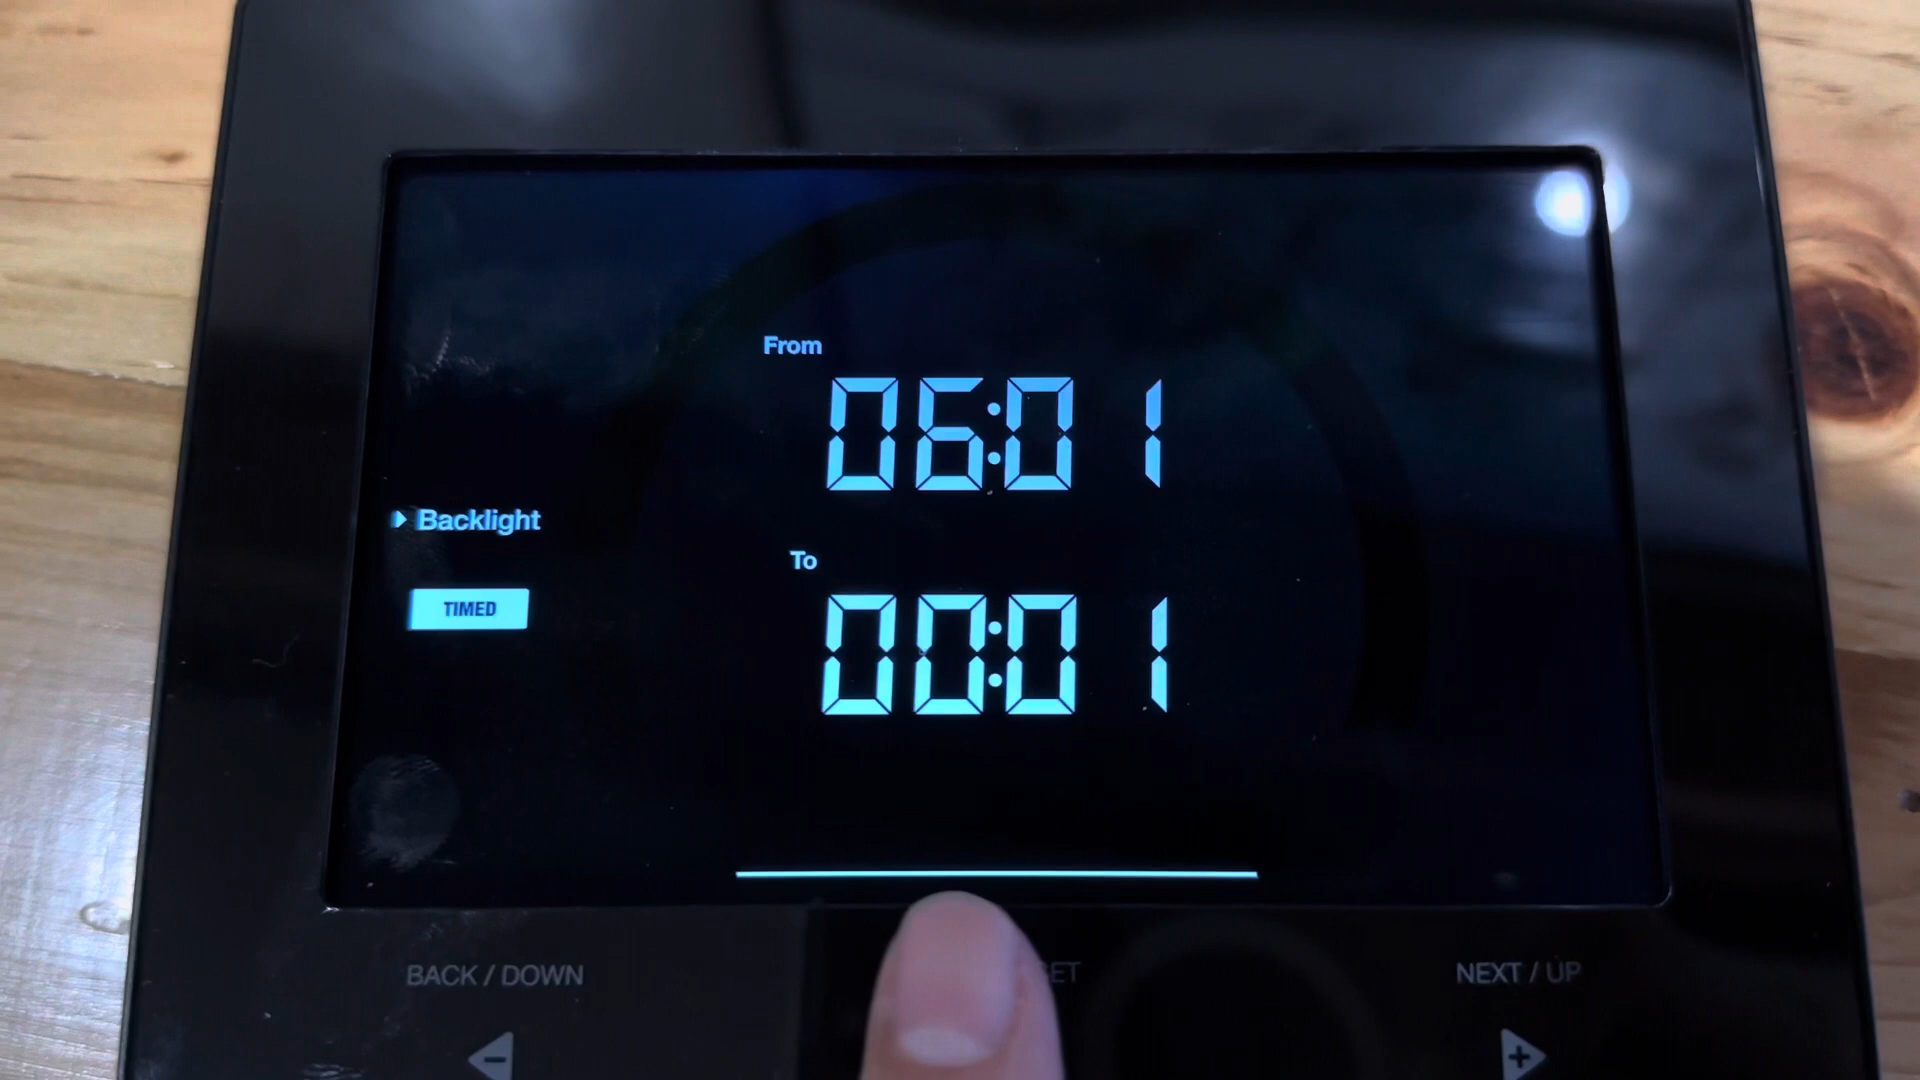 From
06:01
Backlight
To
TIMED
00:01
BACK / DOWN
NEXT / UP
-
+